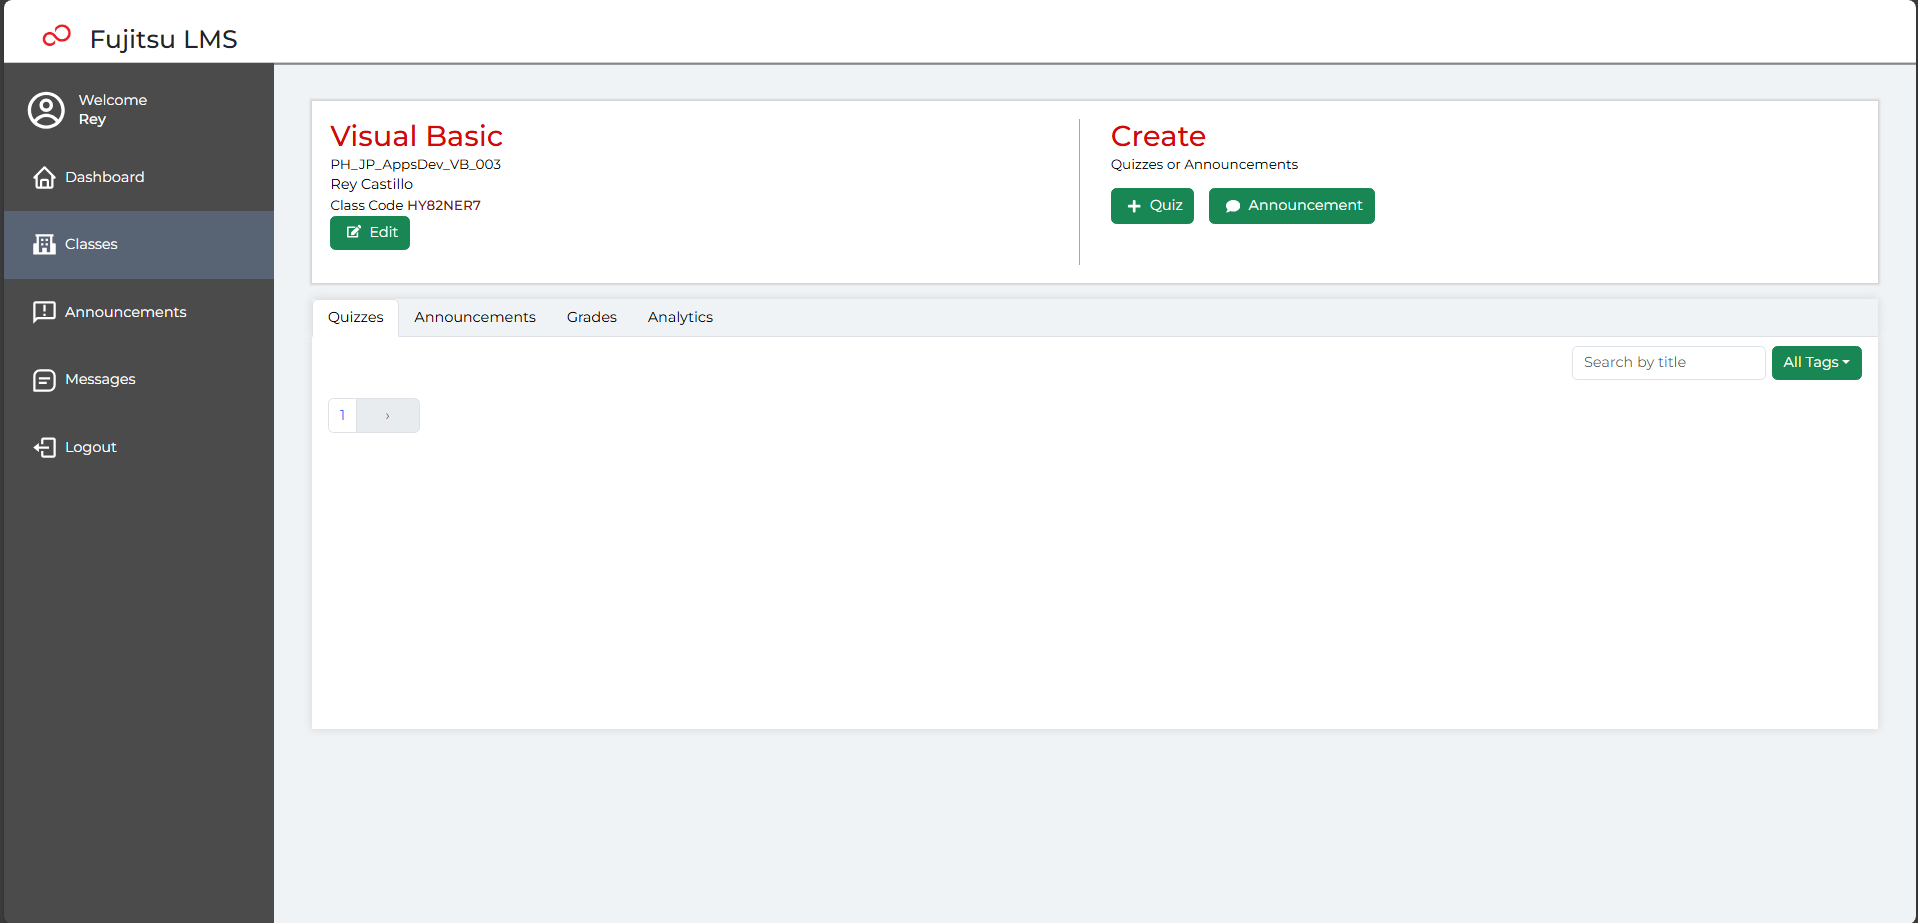 Fujitsu LMS
Welcome
Rey
Dashboard
Classes
Announcements
Messages
Logout
Visual Basic
PH_JP_AppsDev_VB_003
Rey Castillo
Class Code HY82NER7
Edit
Create
Quizzes or Announcements
Quiz
Announcement
Quizzes Announcements Grades Analytics
Search by title
All Tags
1 ›